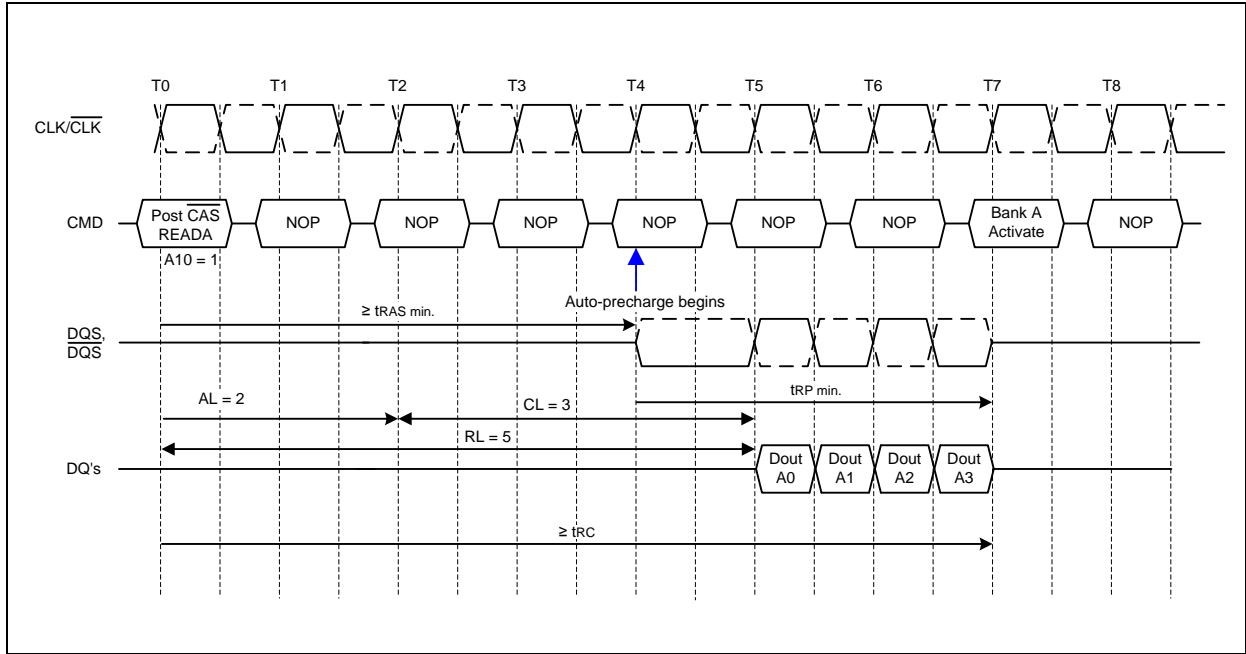 T0 T1 T2 T3 T4 T5 T6 T7 T8
CLK/CLK
CMD
Post CAS
READA
NOP NOP NOP NOP NOP NOP
Bank A
Activate
NOP
A10 = 1
Auto-precharge begins
≥ tRAS min.
DQS,
DQS
tRP min.
AL = 2
CL = 3
RL = 5
DQ's
Dout
A0
Dout
A1
Dout
A2
Dout
A3
≥ tRC